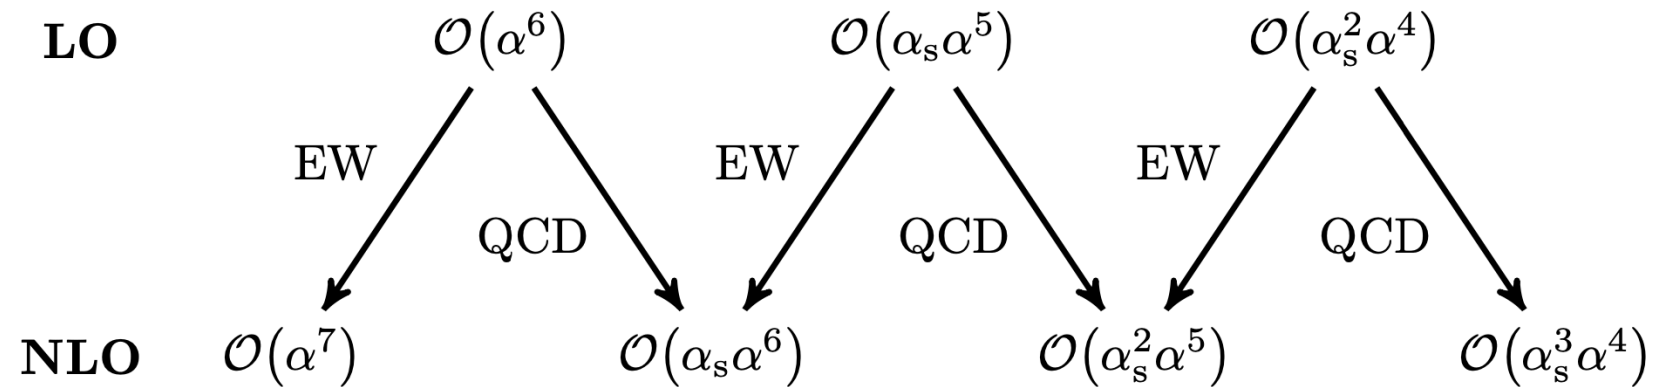 LO 𝒪(α⁶) 𝒪(αₛα⁵) 𝒪(αₛ²α⁴)
EW EW EW
QCD QCD QCD
NLO 𝒪(α⁷) 𝒪(αₛα⁶) 𝒪(αₛ²α⁵) 𝒪(αₛ³α⁴)